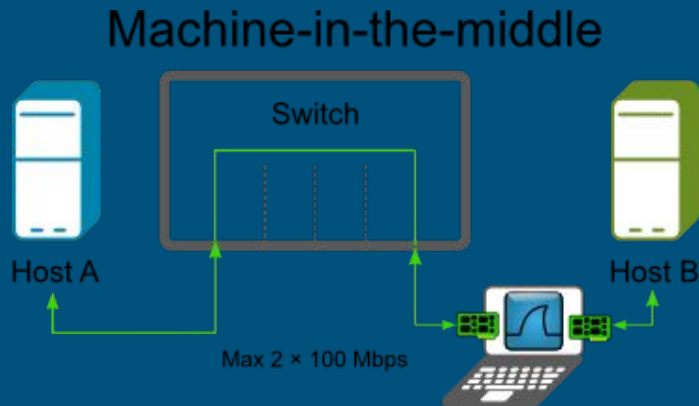 Machine-in-the-middle
Switch
Host A
Host B
Max 2 × 100 Mbps